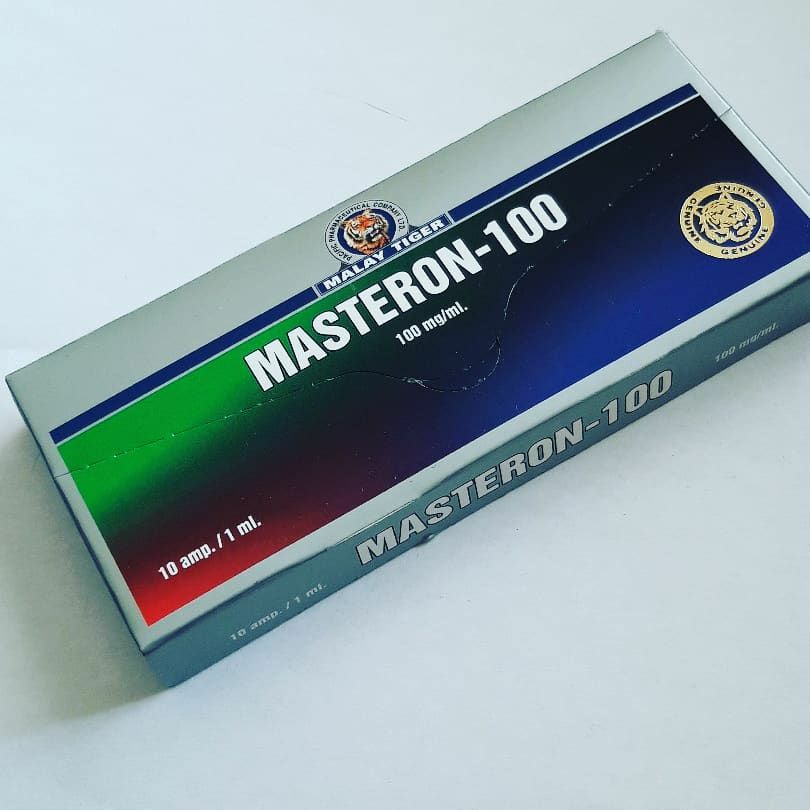 PACIFIC PHARMACEUTICAL COMPANY LTD.
MALAY TIGER
MASTERON-100
100 mg/ml.
GENUINE GENUINE GENUINE
10 amp. / 1 ml.
MASTERON-100
100 mg/ml.
10 amp. / 1 ml.